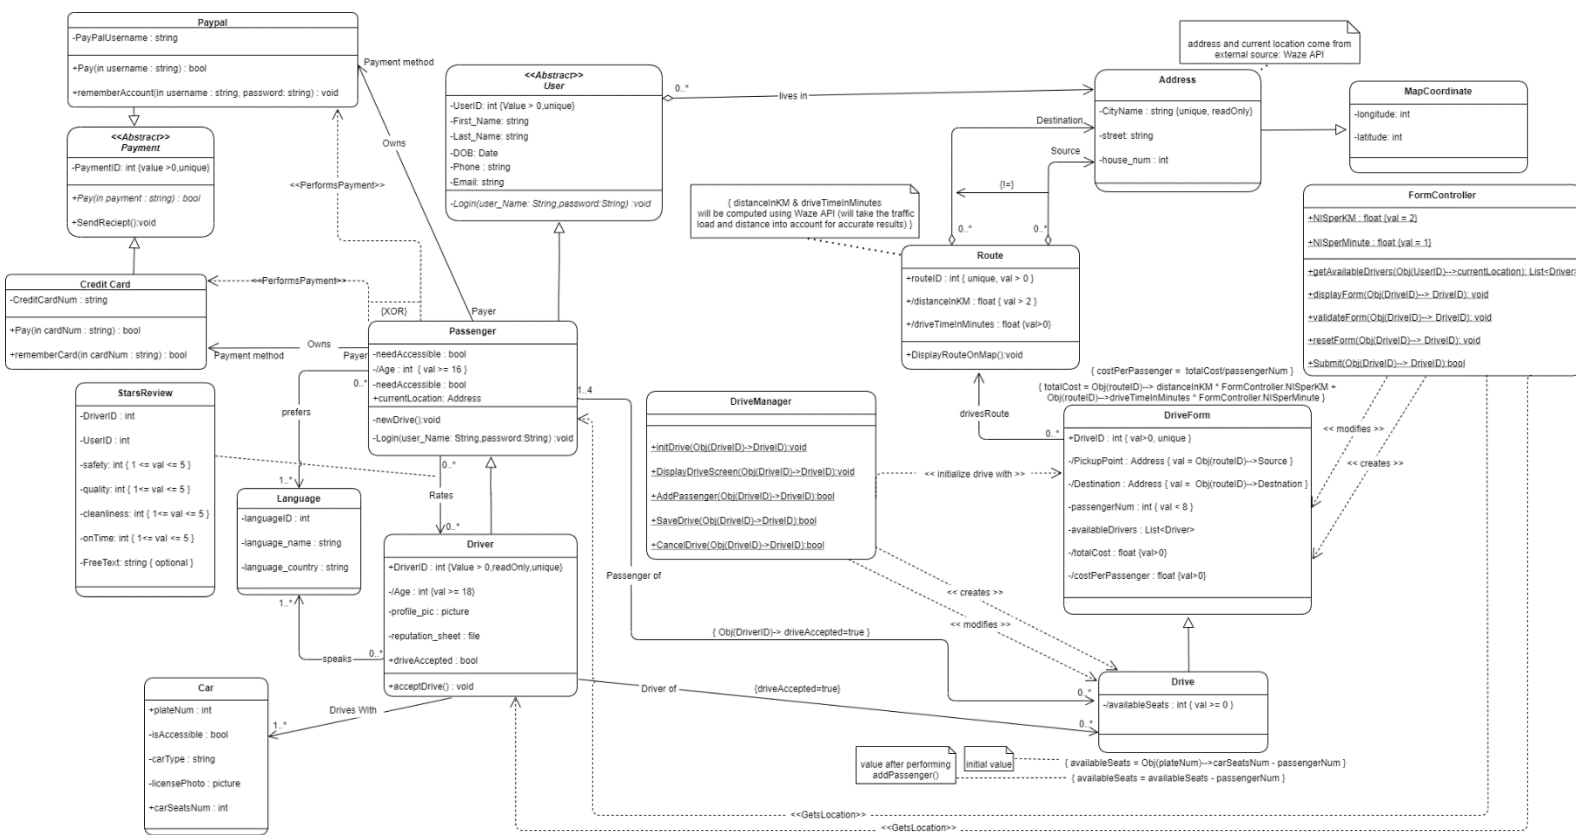 Paypal
-PayPalUsername : string
+Pay(in username : string) : bool
+rememberAccount(in username : string, password: string) : void
<<Abstract>>
Payment
-PaymentID: int {value >0,unique}
+Pay(in payment : string) : bool
+SendReciept():void
Credit Card
-CreditCardNum : string
+Pay(in cardNum : string) : bool
+rememberCard(in cardNum : string) : bool
StarsReview
-DriverID : int
-UserID : int
-safety: int { 1 <= val <= 5 }
-quality: int { 1<= val <= 5 }
-cleanliness: int { 1<= val <= 5 }
-onTime: int { 1<= val <= 5 }
-FreeText: string { optional }
Language
-languageID : int
-language_name : string
-language_country : string
Car
+plateNum : int
-isAccessible : bool
-carType : string
-licensePhoto : picture
+carSeatsNum : int
Payment method
Owns
<<PerformsPayment>>
<<PerformsPayment>>
{XOR}
Payer
Owns
Payment method
Payer
0..*
prefers
1..*
1..*
speaks
0..*
Drives With
1..*
<<Abstract>>
User
-UserID: int {Value > 0,unique}
-First_Name: string
-Last_Name: string
-DOB: Date
-Phone : string
-Email: string
-Login(user_Name: String,password:String) : void
Passenger
-needAccessible : bool
-/Age : int { val >= 16 }
-needAccessible : bool
+currentLocation: Address
-newDrive():void
-Login(user_Name: String,password:String) : void
0..*
Rates
0..*
Driver
+DriverID : int {Value > 0,readOnly,unique}
-/Age : int {val >= 18}
-profile_pic : picture
-reputation_sheet : file
+driveAccepted : bool
+acceptDrive() : void
0..*
lives in
address and current location come from
external source: Waze API
Address
-CityName : string {unique, readOnly}
-street: string
-house_num : int
MapCoordinate
-longitude: int
-latitude: int
Destination
Source
{!=}
0..*
0..*
{ distanceInKM & driveTimeInMinutes
will be computed using Waze API (will take the traffic
load and distance into account for accurate results) }
Route
+routeID : int { unique, val > 0 }
+/distanceInKM : float { val > 2 }
+/driveTimeInMinutes : float {val>0}
+DisplayRouteOnMap():void
FormController
+NISperKM : float {val = 2}
+NISperMinute : float {val = 1}
+getAvailableDrivers(Obj(UserID)-->currentLocation): List<Driver>
+displayForm(Obj(DriveID)--> DriveID): void
+validateForm(Obj(DriveID)--> DriveID): void
+resetForm(Obj(DriveID)--> DriveID): void
+Submit(Obj(DriveID)--> DriveID):bool
{ costPerPassenger = totalCost/passengerNum }
{ totalCost = Obj(routeID)--> distanceInKM * FormController.NISperKM +
Obj(routeID)-->driveTimeInMinutes * FormController.NISperMinute }
drivesRoute
0..*
1..4
DriveManager
+initDrive(Obj(DriveID)->DriveID):void
+DisplayDriveScreen(Obj(DriveID)->DriveID):void
+AddPassenger(Obj(DriveID)->DriveID):bool
+SaveDrive(Obj(DriveID)->DriveID):bool
+CancelDrive(Obj(DriveID)->DriveID):bool
<< initialize drive with >>
DriveForm
+DriveID : int { val>0, unique }
-/PickupPoint : Address { val = Obj(routeID)-->Source }
-/Destination : Address { val = Obj(routeID)-->Destnation }
-passengerNum : int { val < 8 }
-availableDrivers : List<Driver>
-/totalCost : float {val>0}
-/costPerPassenger : float {val>0}
<< modifies >>
<< creates >>
Passenger of
<< creates >>
<< modifies >>
{ Obj(DriverID)-> driveAccepted=true }
Driver of
{driveAccepted=true}
0..*
0..*
Drive
-/availableSeats : int { val >= 0 }
value after performing
addPassenger()
initial value
{ availableSeats = Obj(plateNum)-->carSeatsNum - passengerNum }
{ availableSeats = availableSeats - passengerNum }
<<GetsLocation>>
<<GetsLocation>>